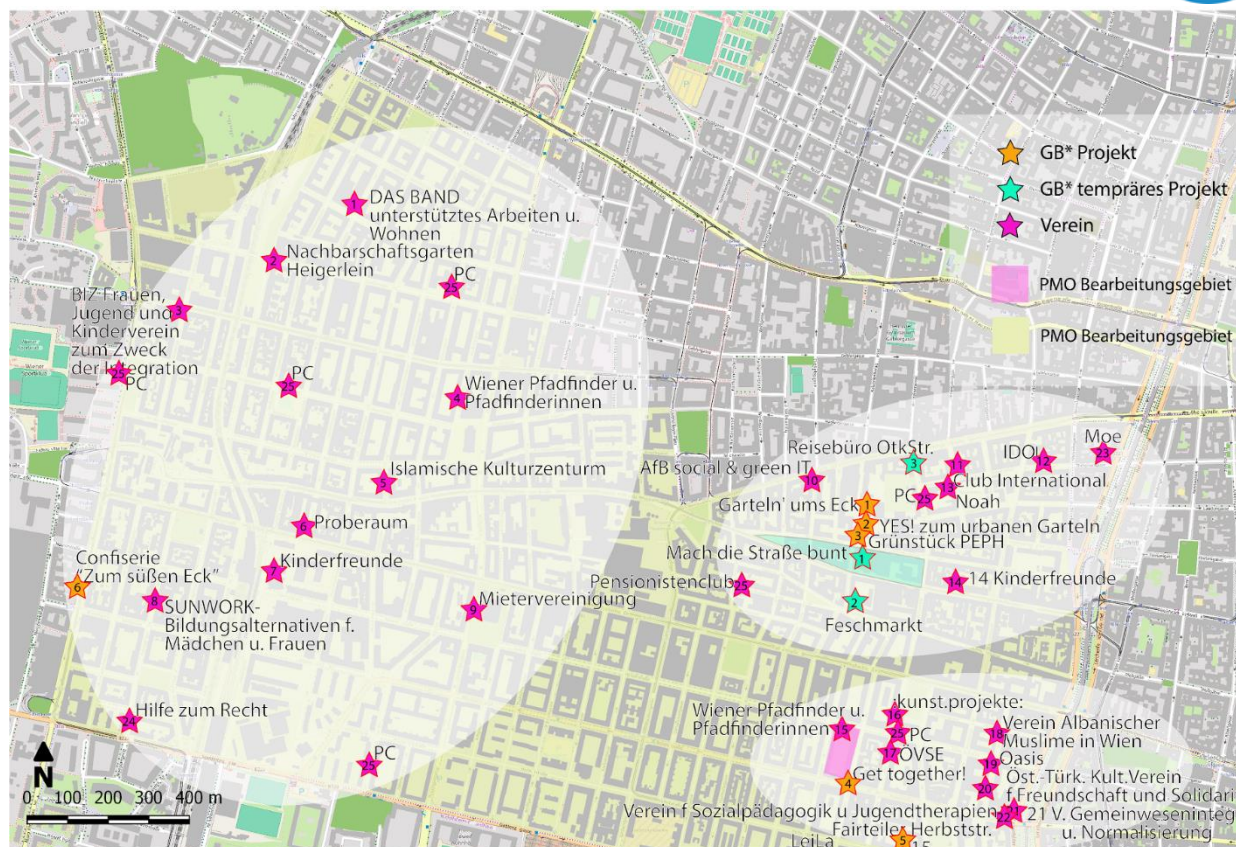 GB* Projekt
GB* tempräres Projekt
Verein
PMO Bearbeitungsgebiet
PMO Bearbeitungsgebiet
1
DAS BAND
unterstütztes Arbeiten u.
Wohnen
2
Nachbarschaftsgarten
Heigerlein
PC
25
BIZ-Frauen,
Jugend und
Kinderverein
zum Zweck
der Integration
3
25
PC
PC
25
4
Wiener Pfadfinder u.
Pfadfinderinnen
5
Islamische Kulturzenturm
6
Proberaum
7
Kinderfreunde
Confiserie
"Zum süßen Eck"
6
8
SUNWORK-
Bildungsalternativen f.
Mädchen u. Frauen
9
Mietervereinigung
24
Hilfe zum Recht
PC
25
Reisebüro OtkStr.
3
11
IDOL
12
Moe
23
AfB social & green IT
10
Club International
13
Noah
PC
25
Garteln' ums Eck
1
2
YES! zum urbanen Garteln
3
Grünstück PEPH
Mach die Straße bunt
1
Pensionistenclub
25
14
14 Kinderfreunde
2
Feschmarkt
Wiener Pfadfinder u.
Pfadfinderinnen
15
kunst.projekte:
16
25
PC
17
ÖVSE
4
Get together!
18
Verein Albanischer
Muslime in Wien
19
Oasis
20
Öst.-Türk. Kult.Verein
f Freundschaft und Solidari
Verein f Sozialpädagogik u Jugendtherapien
22
21
21 V. Gemeinweseninteg
u. Normalisierung
Fairteiler Herbststr.
15
5
LeiLa
N
0 100 200 300 400 m